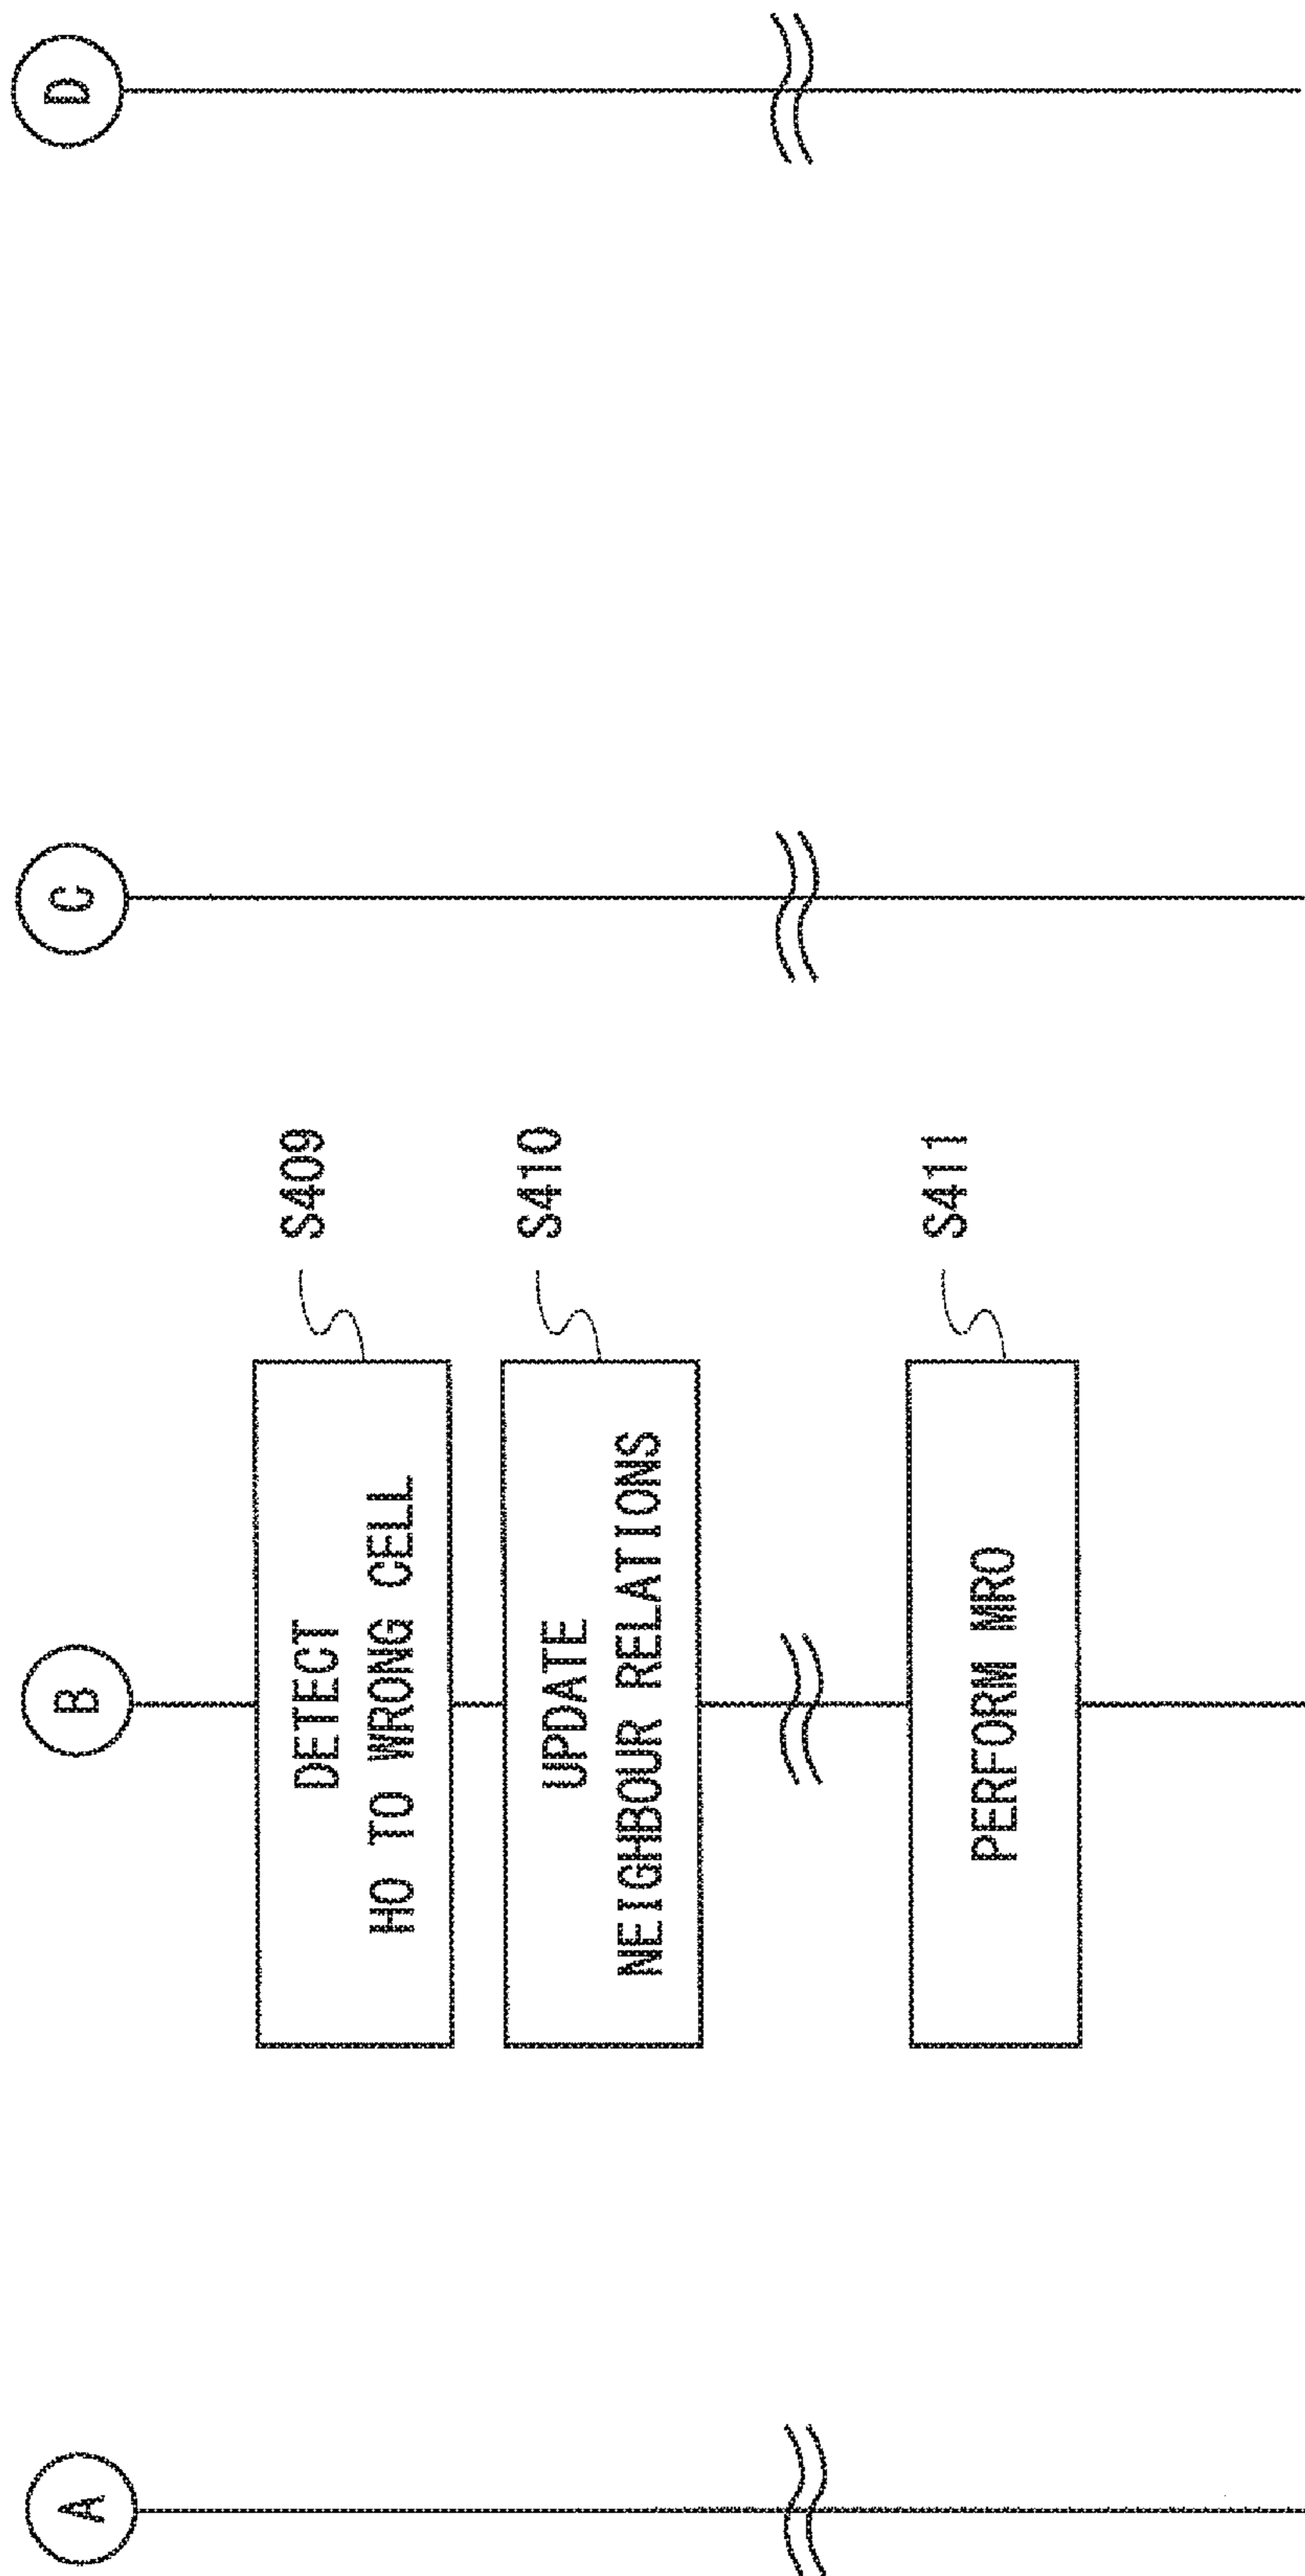 A
B
C
D
DETECT
HO TO WRONG CELL
S409
UPDATE
NEIGHBOUR RELATIONS
S410
PERFORM MRO
S411